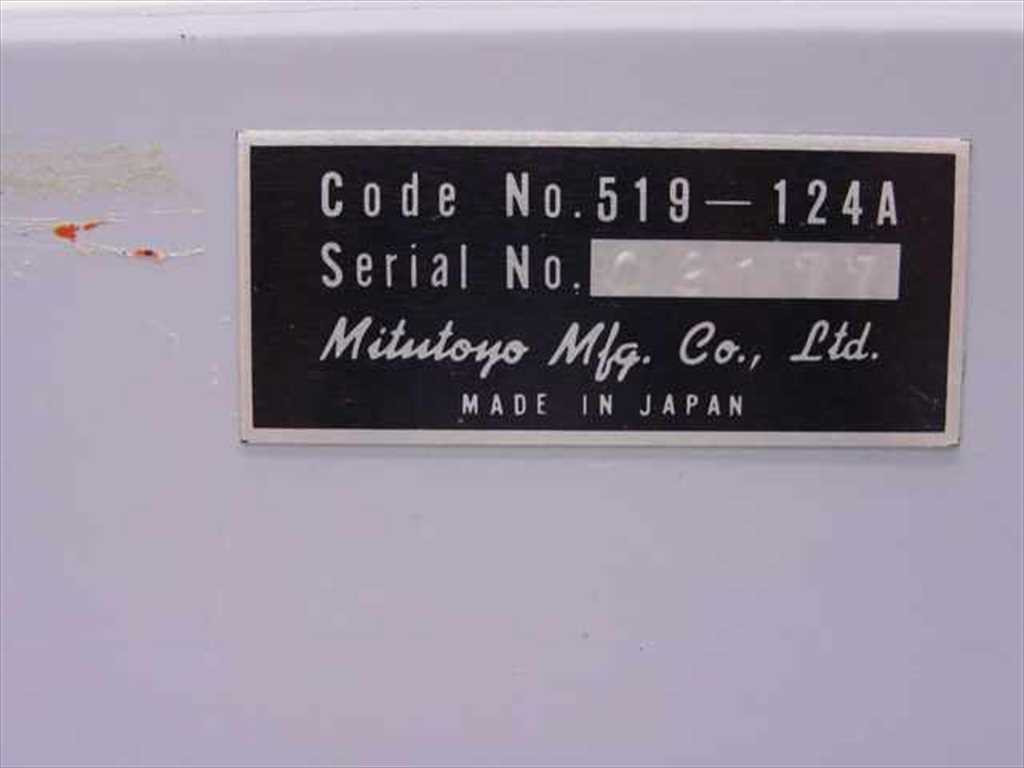 Code No. 519-124A
Serial No.
Mitutoyo Mfg. Co., Ltd.
MADE IN JAPAN